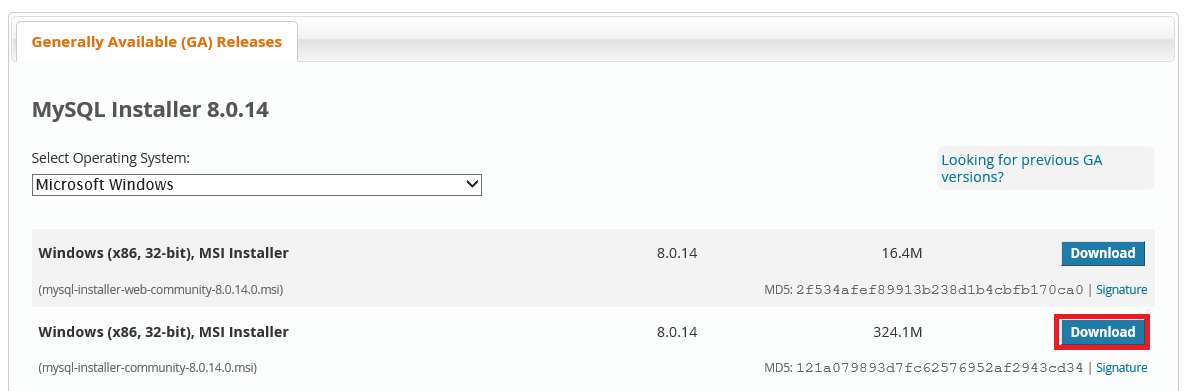 Generally Available (GA) Releases
MySQL Installer 8.0.14
Select Operating System:
Looking for previous GA
versions?
Microsoft Windows
Windows (x86, 32-bit), MSI Installer 8.0.14 16.4M Download
(mysql-installer-web-community-8.0.14.0.msi) MD5: 2f534afef89913b238d1b4cbfb170ca0 | Signature
Windows (x86, 32-bit), MSI Installer 8.0.14 324.1M Download
(mysql-installer-community-8.0.14.0.msi) MD5: 121a079893d7fc62576952af2943cd34 | Signature